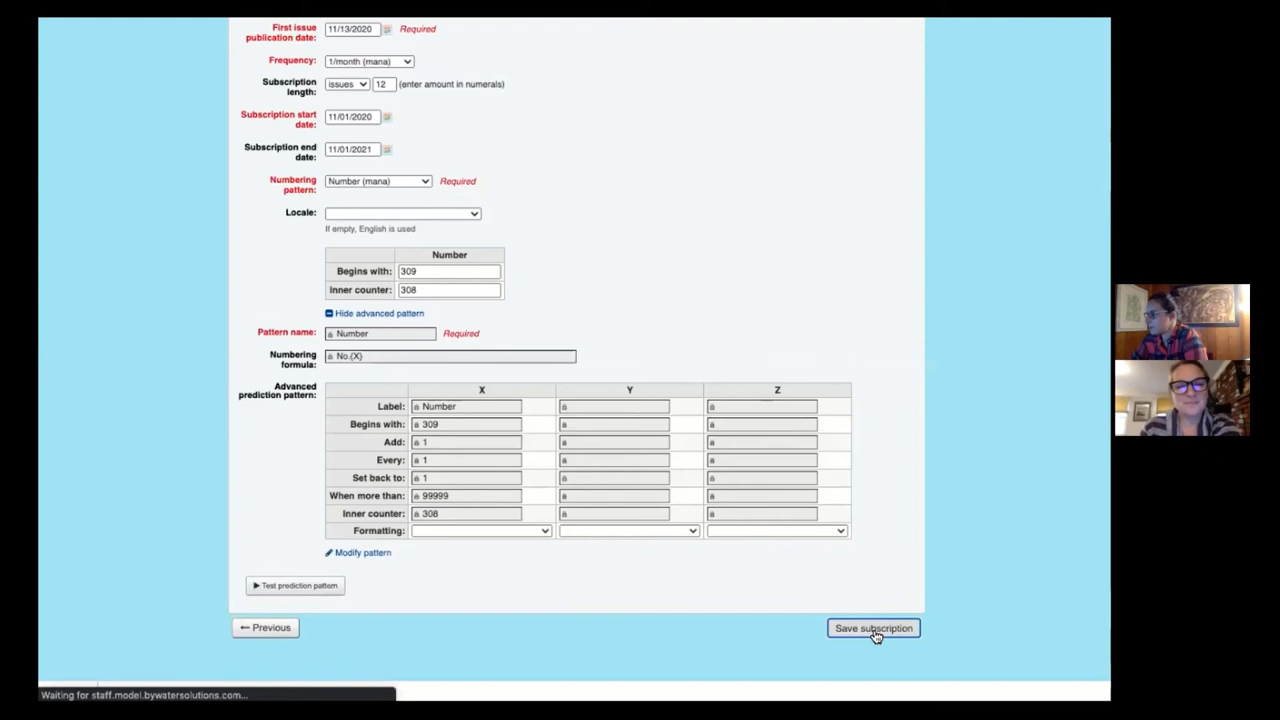 First issue publication date: 11/13/2020 Required
Frequency: 1/month (mana)
Subscription length: issues 12 (enter amount in numerals)
Subscription start date: 11/01/2020
Subscription end date: 11/01/2021
Numbering pattern: Number (mana) Required
Locale:
If empty, English is used
Number
Begins with: 309
Inner counter: 308
Hide advanced pattern
Pattern name: Number Required
Numbering formula: No.{X}
Advanced prediction pattern:
X Y Z
Label: Number
Begins with: 309
Add: 1
Every: 1
Set back to: 1
When more than: 99999
Inner counter: 308
Formatting:
Modify pattern
Test prediction pattern
← Previous Save subscription
Waiting for staff.model.bywatersolutions.com...